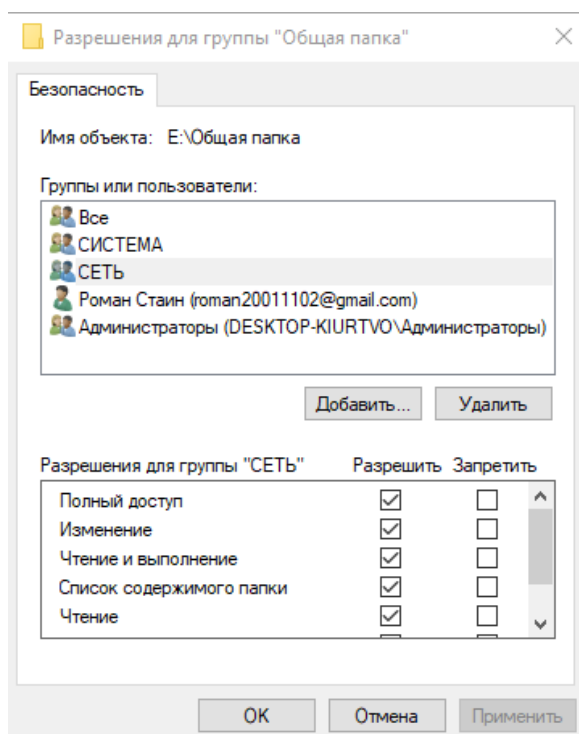 Разрешения для группы "Общая папка"
Безопасность
Имя объекта: E:\Общая папка
Группы или пользователи:
Все
СИСТЕМА
СЕТЬ
Роман Стаин (roman20011102@gmail.com)
Администраторы (DESKTOP-KIURTVO\Администраторы)
Добавить... Удалить
Разрешения для группы "СЕТЬ" Разрешить Запретить
Полный доступ
Изменение
Чтение и выполнение
Список содержимого папки
Чтение
OK Отмена Применить